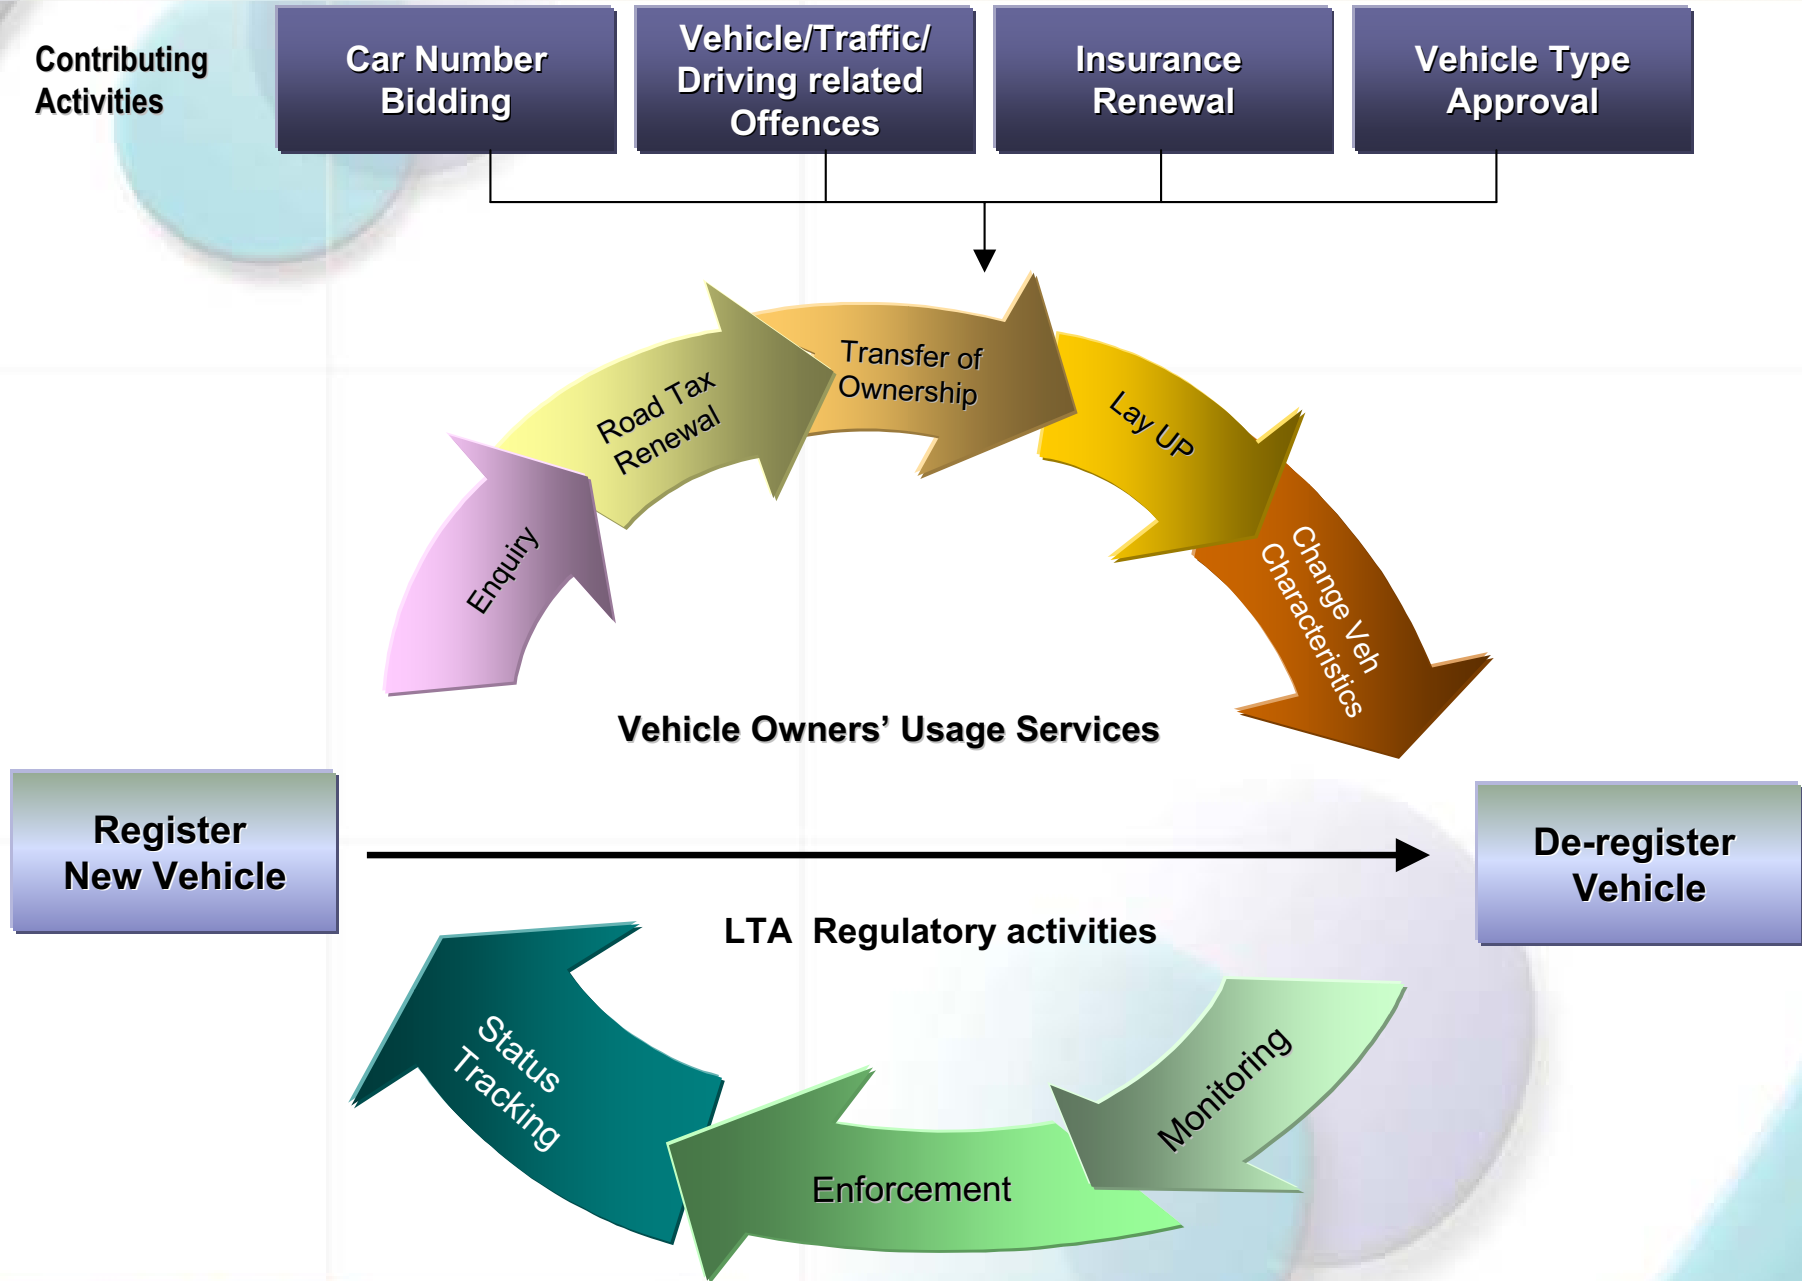 Contributing
Activities
Car Number
Bidding
Vehicle/Traffic/
Driving related
Offences
Insurance
Renewal
Vehicle Type
Approval
Enquiry
Road Tax
Renewal
Transfer of
Ownership
Lay UP
Change Veh
Characteristics
Vehicle Owners’ Usage Services
Register
New Vehicle
De-register
Vehicle
LTA  Regulatory activities
Monitoring
Enforcement
Status
Tracking